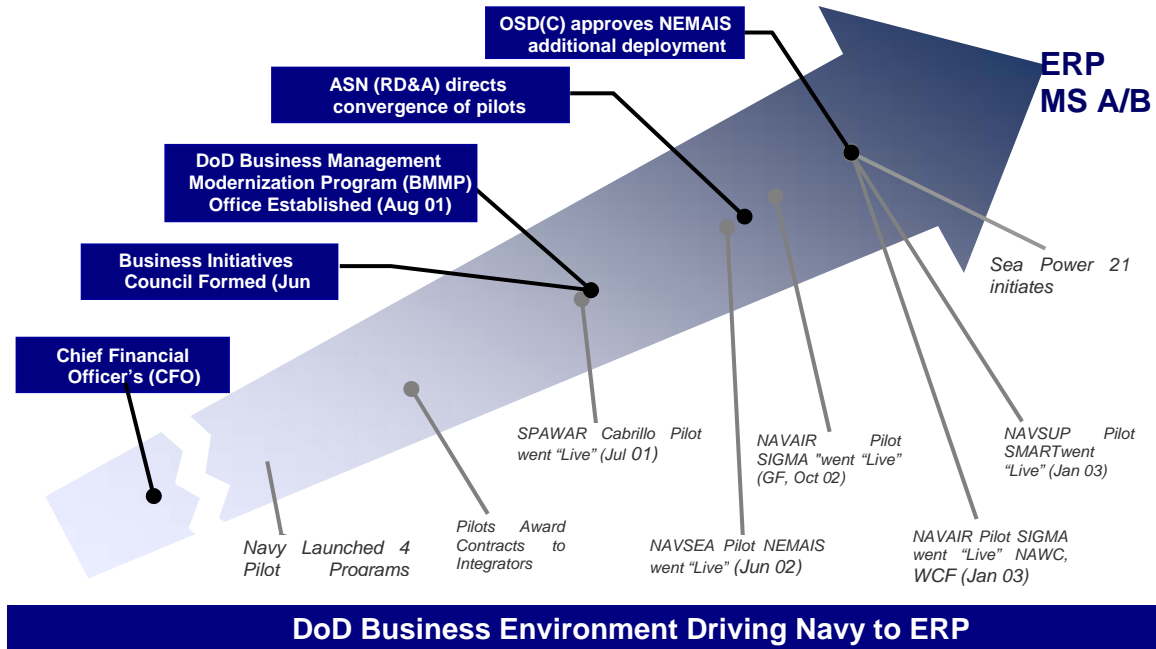 OSD(C) approves NEMAIS
additional deployment
ERP
MS A/B
ASN (RD&A) directs
convergence of pilots
DoD Business Management
Modernization Program (BMMP)
Office Established (Aug 01)
Business Initiatives
Council Formed (Jun
Sea Power 21
initiates
Chief Financial
Officer's (CFO)
SPAWAR Cabrillo Pilot
went “Live” (Jul 01)
NAVAIR Pilot
SIGMA "went “Live”
(GF, Oct 02)
NAVSUP Pilot
SMARTwent
“Live” (Jan 03)
Navy Launched 4
Pilot Programs
Pilots Award
Contracts to
Integrators
NAVSEA Pilot NEMAIS
went “Live” (Jun 02)
NAVAIR Pilot SIGMA
went “Live” NAWC,
WCF (Jan 03)
DoD Business Environment Driving Navy to ERP